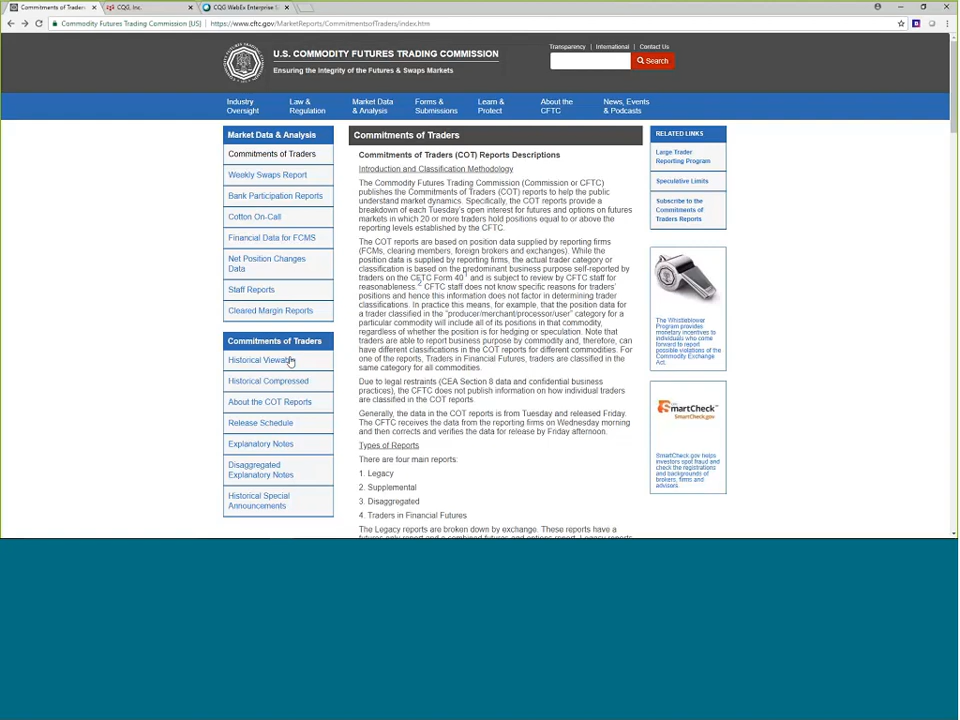 Commitments of Traders
CQG, Inc.
CQG WebEx Enterprise S
Commodity Futures Trading Commission [US]
https://www.cftc.gov/MarketReports/CommitmentsofTraders/index.htm
U.S. COMMODITY FUTURES TRADING COMMISSION
Ensuring the Integrity of the Futures & Swaps Markets
Transparency | International | Contact Us
Search
Industry Oversight
Law & Regulation
Market Data & Analysis
Forms & Submissions
Learn & Protect
About the CFTC
News, Events & Podcasts
Market Data & Analysis
Commitments of Traders
Weekly Swaps Report
Bank Participation Reports
Cotton On-Call
Financial Data for FCMS
Net Position Changes
Data
Staff Reports
Cleared Margin Reports
Commitments of Traders
Historical Viewable
Historical Compressed
About the COT Reports
Release Schedule
Explanatory Notes
Disaggregated
Explanatory Notes
Historical Special
Announcements
Commitments of Traders
Commitments of Traders (COT) Reports Descriptions
Introduction and Classification Methodology
The Commodity Futures Trading Commission (Commission or CFTC)
publishes the Commitments of Traders (COT) reports to help the public
understand market dynamics. Specifically, the COT reports provide a
breakdown of each Tuesday's open interest for futures and options on futures
markets in which 20 or more traders hold positions equal to or above the
reporting levels established by the CFTC.
The COT reports are based on position data supplied by reporting firms
(FCMs, clearing members, foreign brokers and exchanges). While the
position data is supplied by reporting firms, the actual trader category or
classification is based on the predominant business purpose self-reported by
traders on the CFTC Form 40¹ and is subject to review by CFTC staff for
reasonableness.² CFTC staff does not know specific reasons for traders'
positions and hence this information does not factor in determining trader
classifications. In practice this means, for example, that the position data for
a trader classified in the "producer/merchant/processor/user" category for a
particular commodity will include all of its positions in that commodity,
regardless of whether the position is for hedging or speculation. Note that
traders are able to report business purpose by commodity and, therefore, can
have different classifications in the COT reports for different commodities. For
one of the reports, Traders in Financial Futures, traders are classified in the
same category for all commodities.
Due to legal restraints (CEA Section 8 data and confidential business
practices), the CFTC does not publish information on how individual traders
are classified in the COT reports.
Generally, the data in the COT reports is from Tuesday and released Friday.
The CFTC receives the data from the reporting firms on Wednesday morning
and then corrects and verifies the data for release by Friday afternoon.
Types of Reports
There are four main reports:
1. Legacy
2. Supplemental
3. Disaggregated
4. Traders in Financial Futures
The Legacy reports are broken down by exchange. These reports have a
futures only report and a combined futures and options report. Legacy reports
RELATED LINKS
Large Trader
Reporting Program
Speculative Limits
Subscribe to the
Commitments of
Traders Reports
The Whistleblower
Program provides
monetary incentives to
individuals who
come forward to
report possible
violations of the
Commodity Exchange
Act.
SmartCheck
SmartCheck.gov
SmartCheck.gov helps
investors spot fraud and
check the registrations
and backgrounds of
brokers, firms and
advisors.